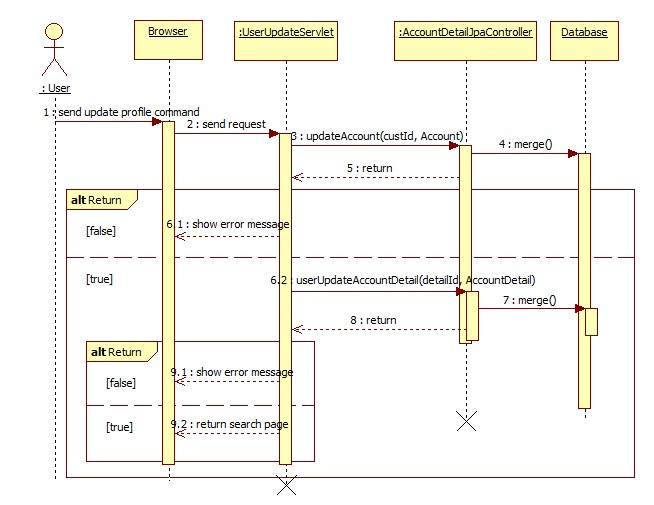 Browser
:UserUpdateServlet
:AccountDetailJpaController
Database
: User
1 : send update profile command
2 : send request
3 : updateAccount(custId, Account)
4 : merge()
5 : return
alt Return
6.1 : show error message
[false]
[true]
6.2 : userUpdateAccountDetail(detailId, AccountDetail)
7 : merge()
8 : return
alt Return
9.1 : show error message
[false]
9.2 : return search page
[true]